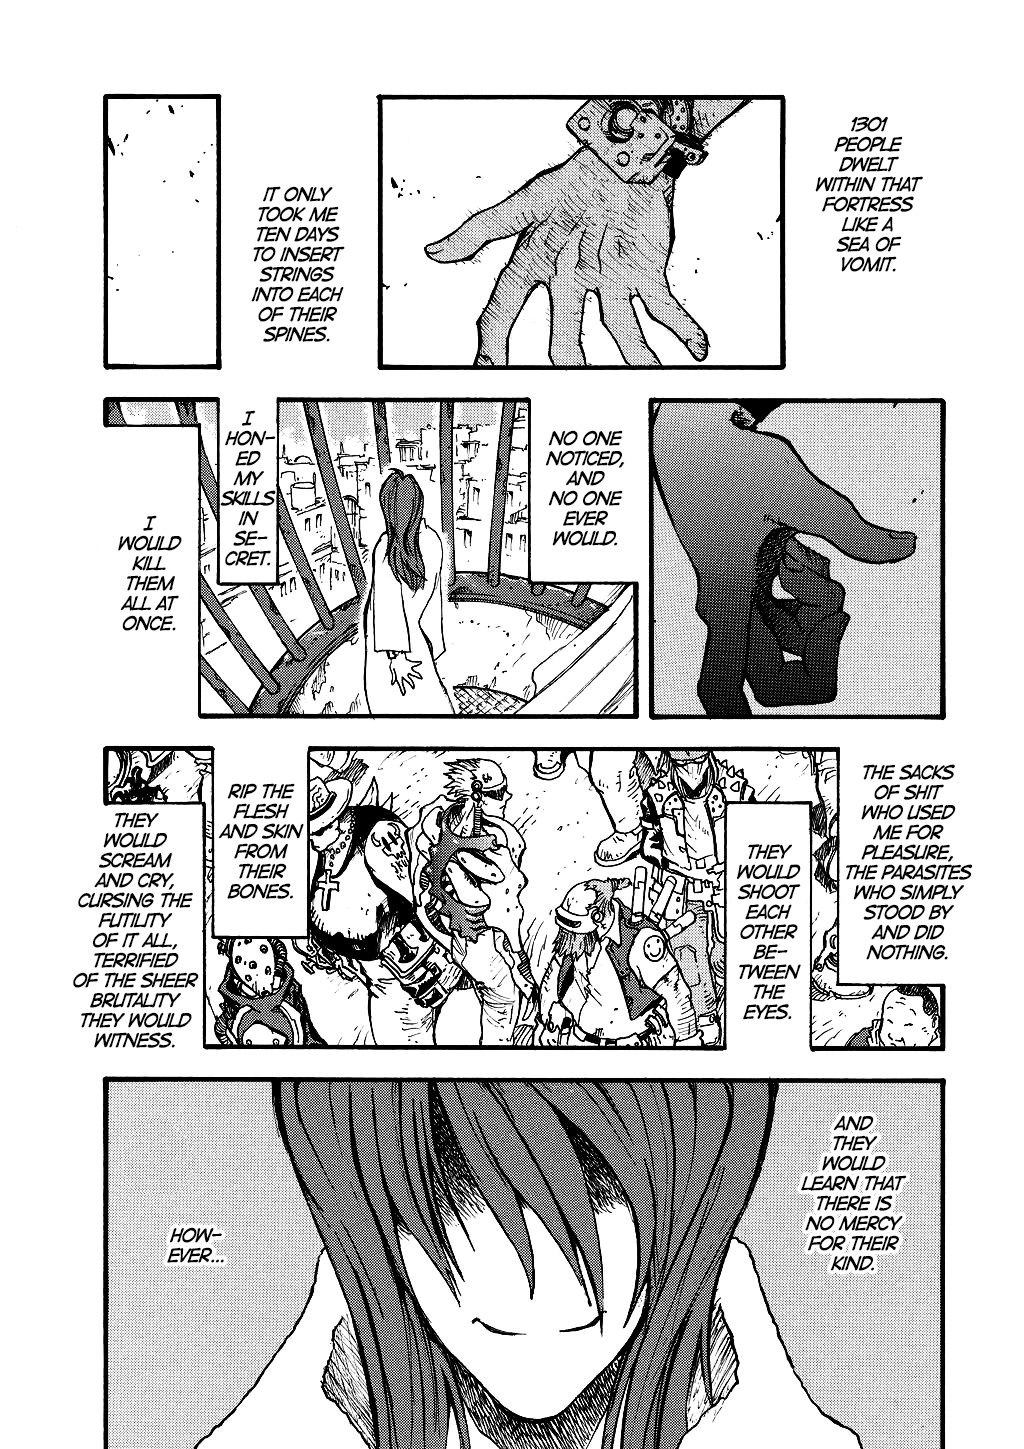 1301
PEOPLE
DWELT
WITHIN THAT
FORTRESS
LIKE A
SEA OF
VOMIT.
IT ONLY
TOOK ME
TEN DAYS
TO INSERT
STRINGS
INTO EACH
OF THEIR
SPINES.
NO ONE
NOTICED,
AND
NO ONE
EVER
WOULD.
I
HON-
ED
MY
SKILLS
IN
SE-
CRET.
I
WOULD
KILL
THEM
ALL AT
ONCE.
THE SACKS
OF SHIT
WHO USED
ME FOR
PLEASURE,
THE PARASITES
WHO SIMPLY
STOOD BY
AND DID
NOTHING.
THEY
WOULD
SHOOT
EACH
OTHER
BE-
TWEEN
THE
EYES.
RIP THE
FLESH
AND SKIN
FROM
THEIR
BONES.
THEY
WOULD
SCREAM
AND CRY,
CURSING THE
FUTILITY
OF IT ALL,
TERRIFIED
OF THE SHEER
BRUTALITY
THEY WOULD
WITNESS.
AND
THEY
WOULD
LEARN THAT
THERE IS
NO MERCY
FOR THEIR
KIND.
HOW-
EVER...